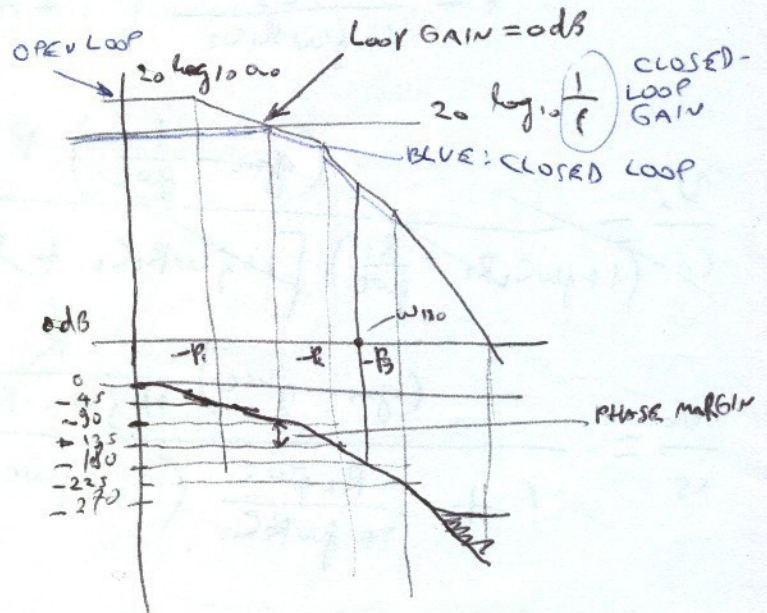 OPEN LOOP
LOOP GAIN = 0dB
20 log10 a0
20 log10 1/f
CLOSED-
LOOP
GAIN
BLUE: CLOSED LOOP
0dB
-P1
-P2
-P3
W180
0
-45
-90
-135
-180
-225
-270
PHASE MARGIN